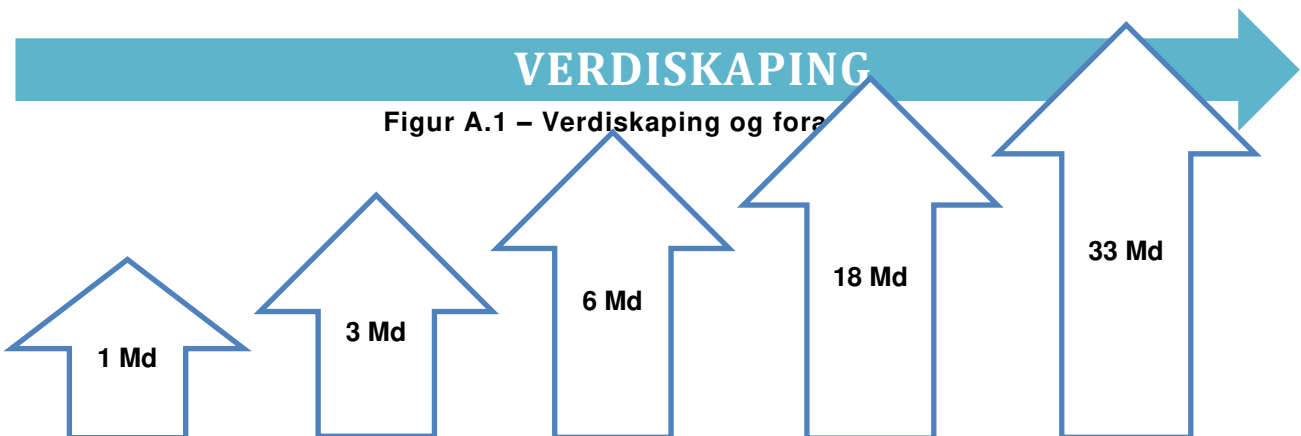 VERDISKAPING
Figur A.1 – Verdiskaping og
1 Md
3 Md
6 Md
18 Md
33 Md